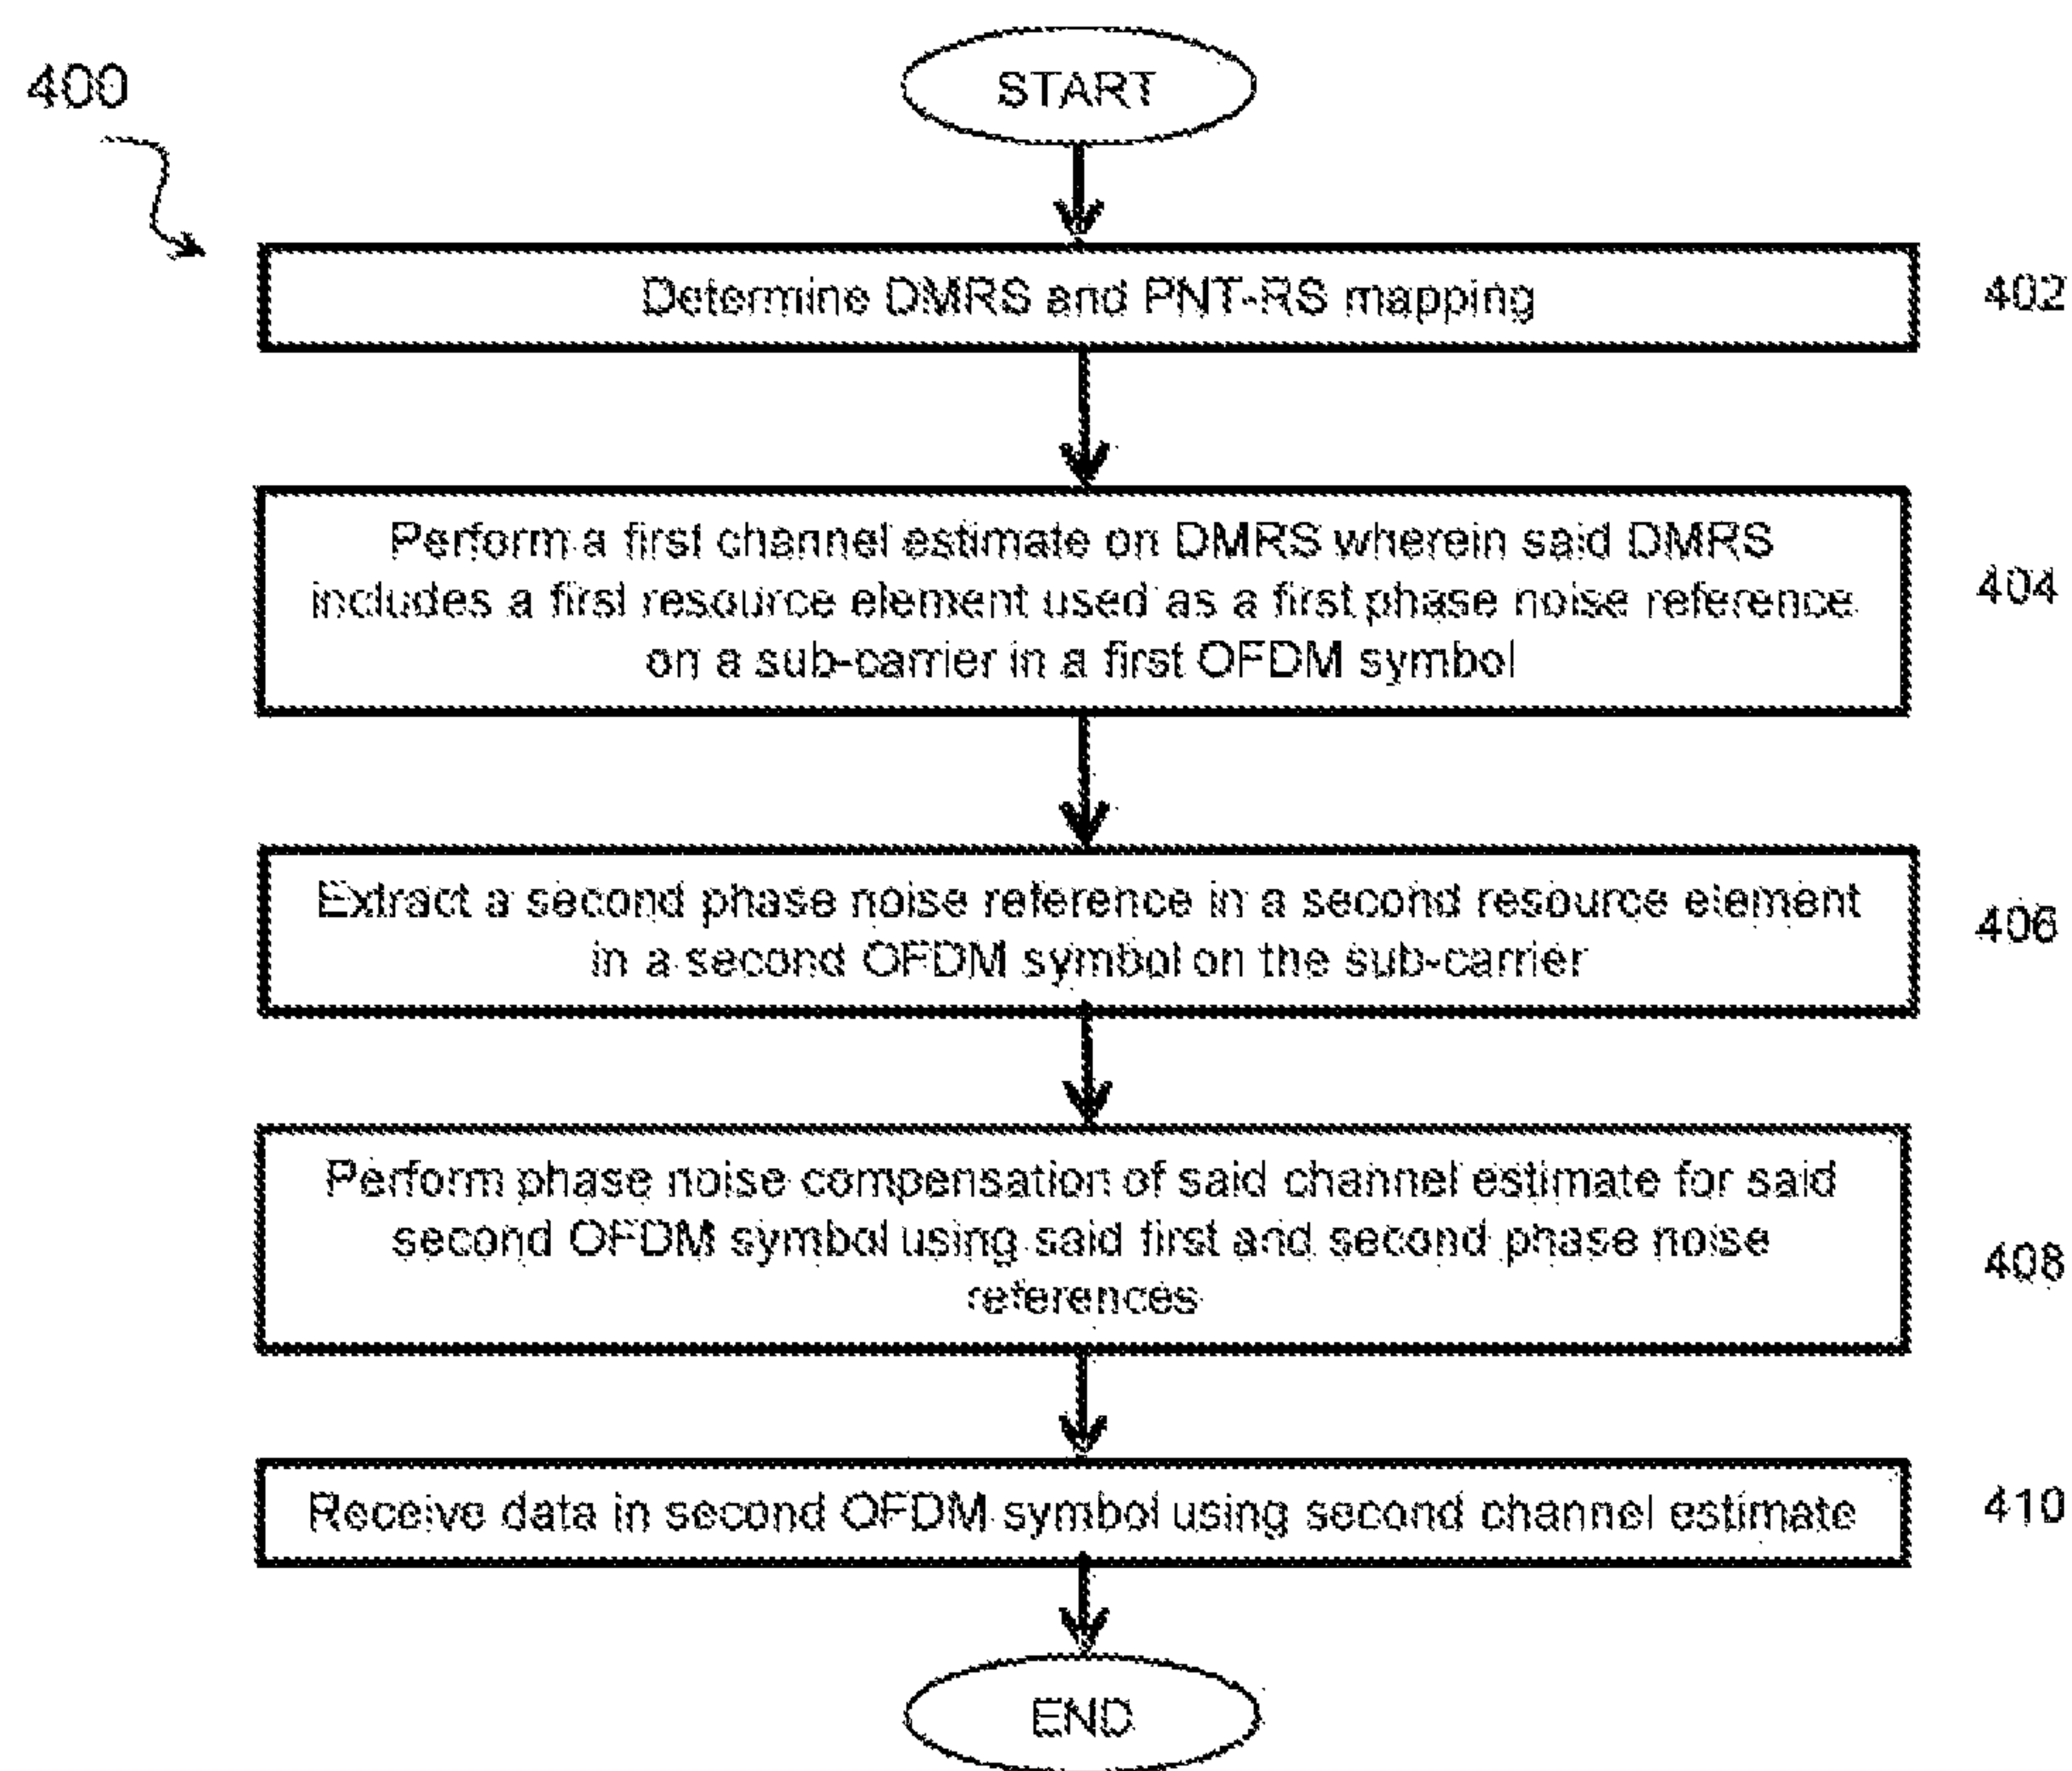 400
START
Determine DMRS and PNT-RS mapping
402
Perform a first channel estimate on DMRS wherein said DMRS
includes a first resource element used as a first phase noise reference
on a sub-carrier in a first OFDM symbol
404
Extract a second phase noise reference in a second resource element
in a second OFDM symbol on the sub-carrier
406
Perform phase noise compensation of said channel estimate for said
second OFDM symbol using said first and second phase noise
references
408
Receive data in second OFDM symbol using second channel estimate
410
END